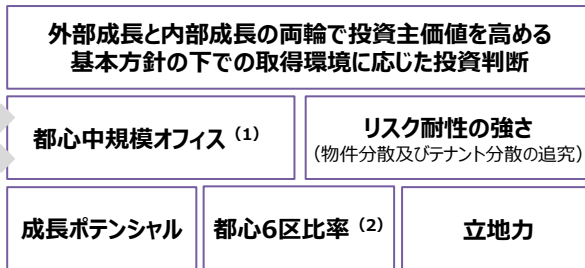 外部成長と内部成長の両輪で投資主価値を高める
基本方針の下での取得環境に応じた投資判断
都心中規模オフィス (1)
リスク耐性の強さ
(物件分散及びテナント分散の追究)
成長ポテンシャル
都心6区比率 (2)
立地力